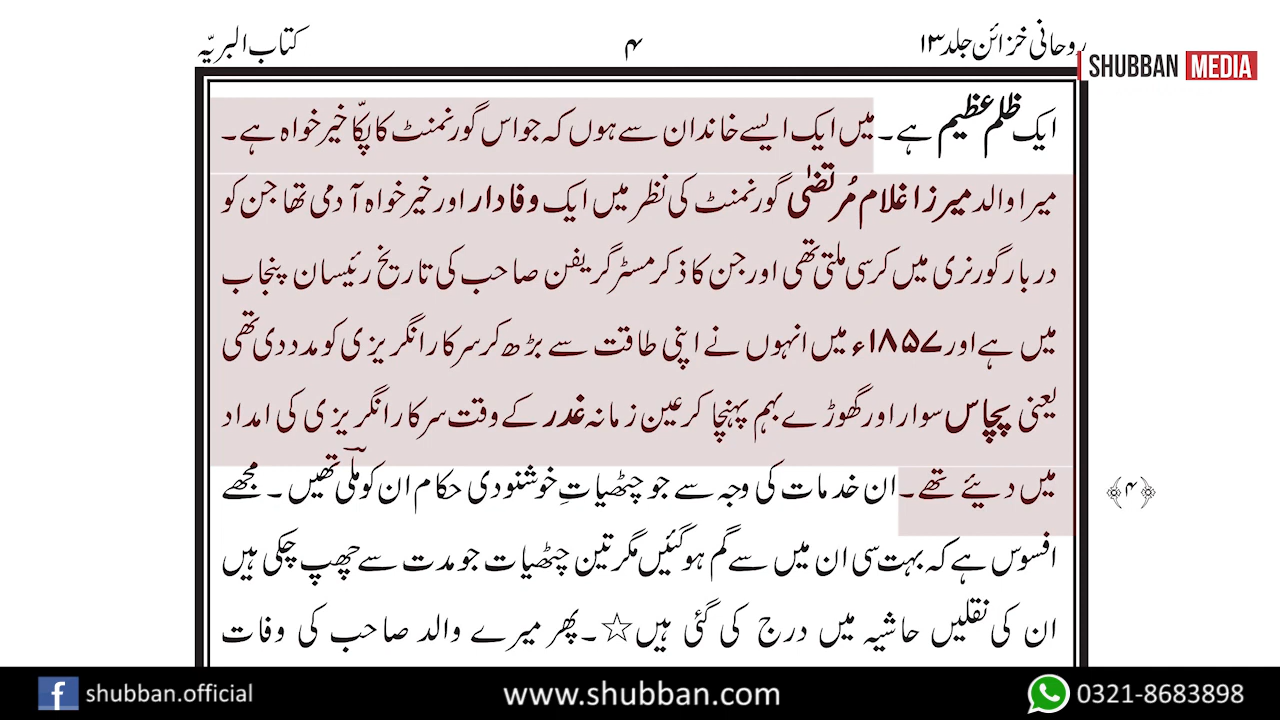 روحانی خزائن جلد ۱۳
۴
کتاب البریّہ
SHUBBAN MEDIA
ایک ظلم عظیم ہے۔ میں ایک ایسے خاندان سے ہوں کہ جو اس گورنمنٹ کا پکّا خیر خواہ ہے۔
میرا والد میرزا غلام مُرتضیٰ گورنمنٹ کی نظر میں ایک وفادار اور خیر خواہ آدمی تھا جن کو
دربار گورنری میں کرسی ملتی تھی اور جن کا ذکر مسٹر گریفن صاحب کی تاریخ رئیسان پنجاب
میں ہے اور ۱۸۵۷ء میں انہوں نے اپنی طاقت سے بڑھ کر سرکار انگریزی کو مدد دی تھی
یعنی پچاس سوار اور گھوڑے بہم پہنچا کر عین زمانہ غدر کے وقت سرکار انگریزی کی امداد
میں دیئے تھے۔ ان خدمات کی وجہ سے جو چٹھیاتِ خوشنودی حکام ان کو ملی تھیں۔ مجھے
﴿۴﴾
افسوس ہے کہ بہت سی ان میں سے گم ہوگئیں مگر تین چٹھیات جو مدت سے چھپ چکی ہیں
ان کی نقلیں حاشیہ میں درج کی گئی ہیں☆۔ پھر میرے والد صاحب کی وفات
shubban.official
www.shubban.com
0321-8683898